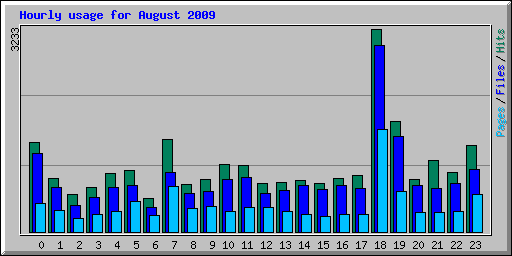 Hourly usage for August 2009
3233
Pages / Files / Hits
0 1 2 3 4 5 6 7 8 9 10 11 12 13 14 15 16 17 18 19 20 21 22 23